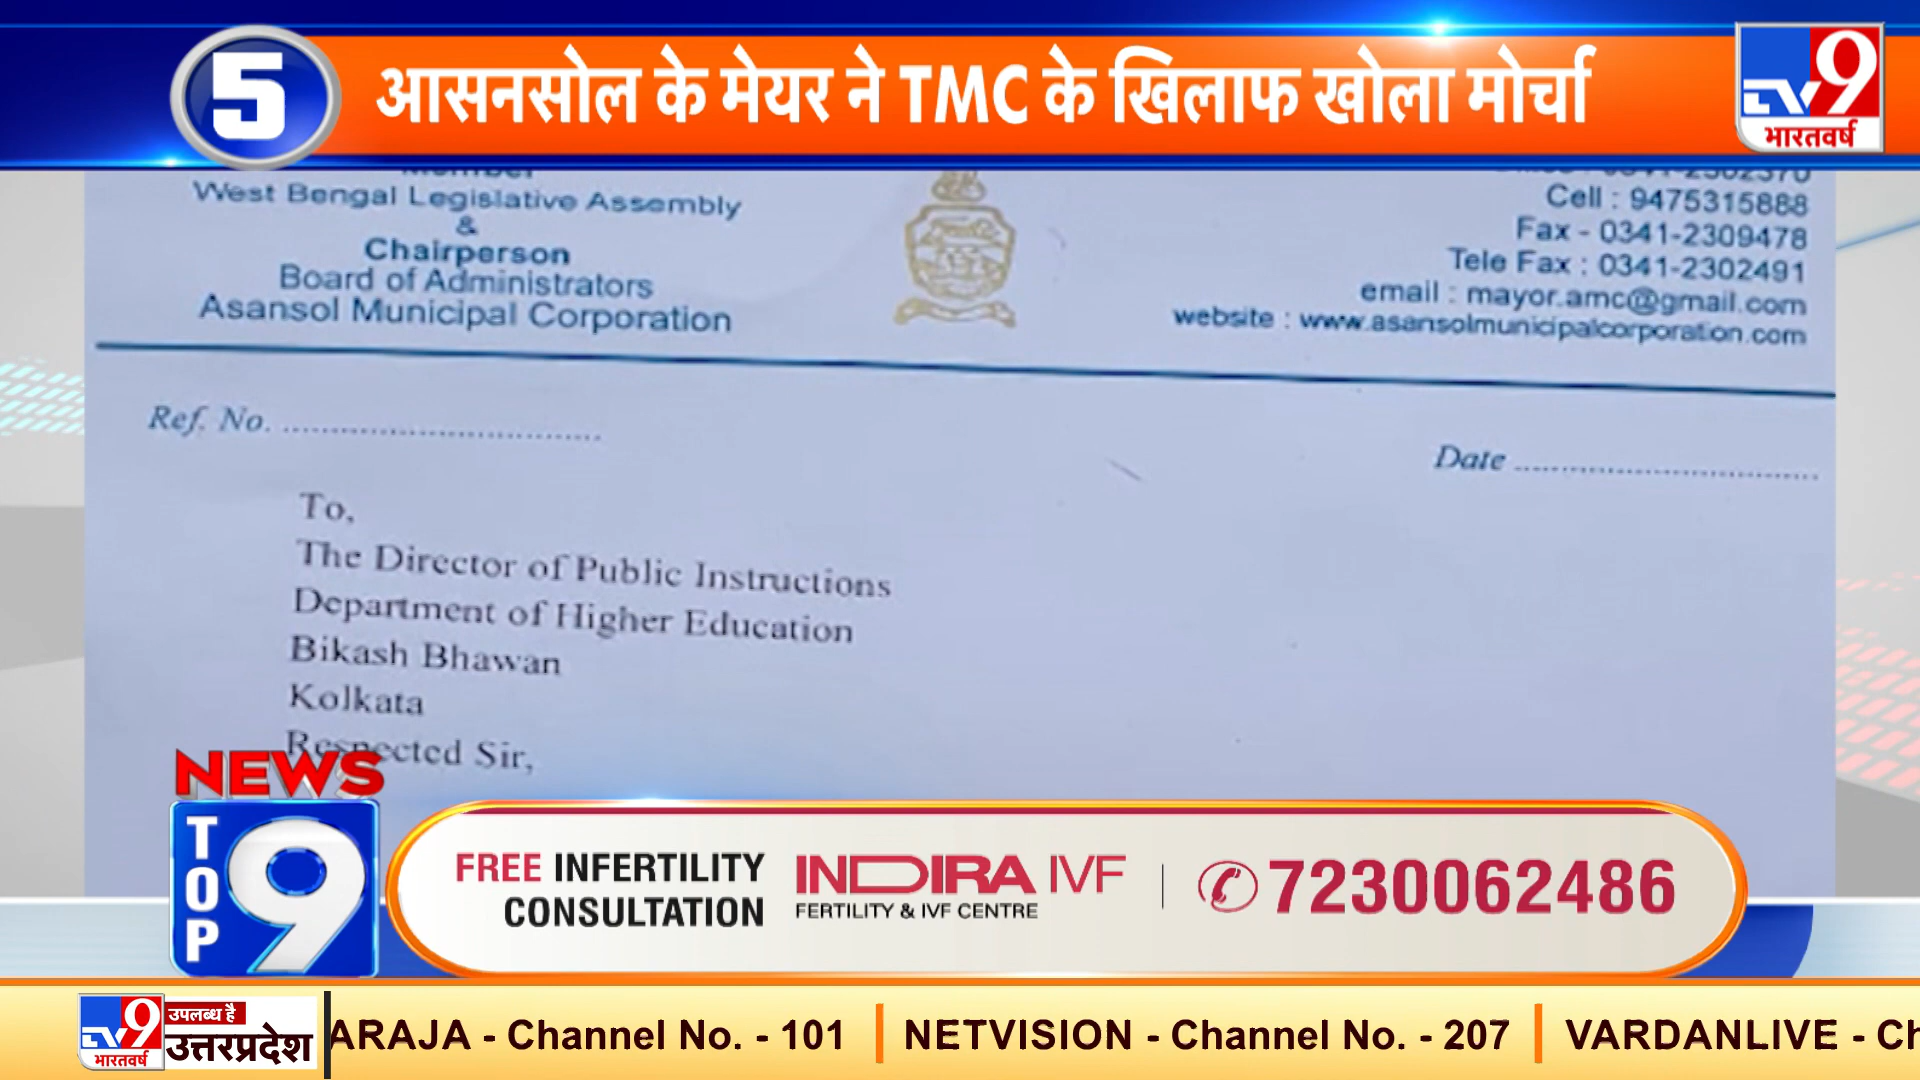 5
आसनसोल के मेयर ने TMC के खिलाफ खोला मोर्चा
TV9
भारतवर्ष
Member
West Bengal Legislative Assembly
&
Chairperson
Board of Administrators
Asansol Municipal Corporation
Cell : 9475315888
Fax - 0341-2309478
Tele Fax : 0341-2302491
email : mayor.amc@gmail.com
website : www.asansolmunicipalcorporation.com
Ref. No. ................................
Date ................................
To,
The Director of Public Instructions
Department of Higher Education
Bikash Bhawan
Kolkata
Respected Sir,
NEWS
TOP
9
FREE INFERTILITY
CONSULTATION
INDIRA IVF
FERTILITY & IVF CENTRE
7230062486
TV9
भारतवर्ष
उपलब्ध है
उत्तरप्रदेश
ARAJA - Channel No. - 101 | NETVISION - Channel No. - 207 | VARDANLIVE - Ch